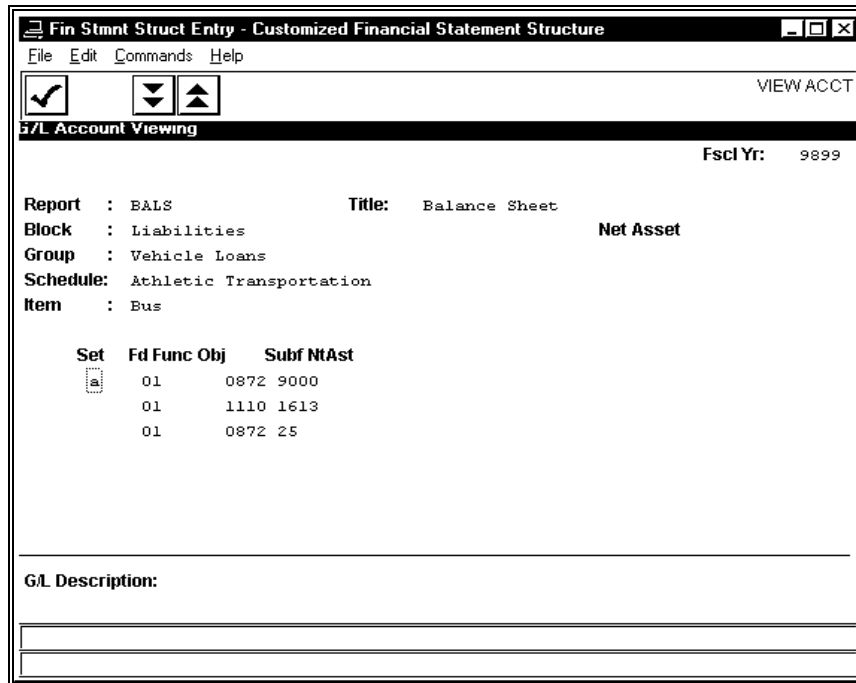 Fin Stmnt Struct Entry - Customized Financial Statement Structure
File Edit Commands Help
VIEW ACCT
G/L Account Viewing
Fscl Yr: 9899
Report : BALS Title: Balance Sheet
Block : Liabilities Net Asset
Group : Vehicle Loans
Schedule: Athletic Transportation
Item : Bus
Set Fd Func Obj Subf NtAst
a 01 0872 9000
01 1110 1613
01 0872 25
G/L Description: